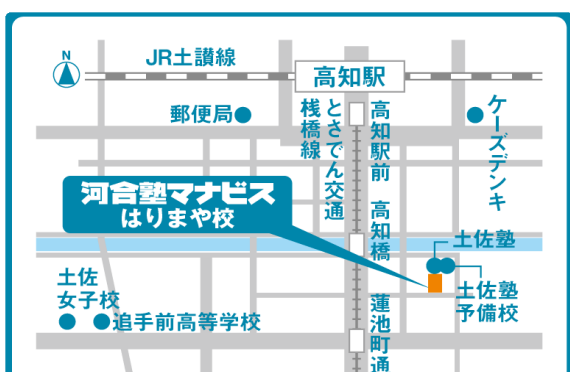 N
JR土讃線
高知駅
郵便局
とさでん交通
桟橋線
高知駅前
ケーズデンキ
河合塾マナビス
はりまや校
高知橋
土佐塾
土佐塾
予備校
土佐
女子校
追手前高等学校
蓮池町通